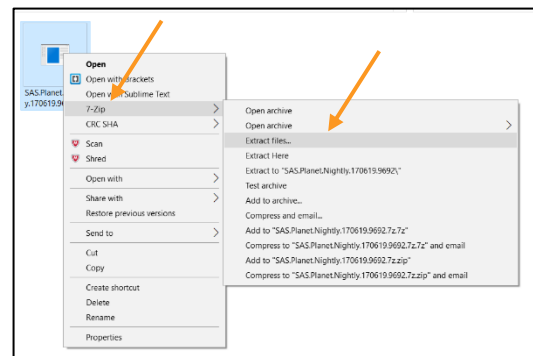 SAS.Planet.
y.170619.9
Open
Open with Brackets
Open with Sublime Text
7-Zip
CRC SHA
Scan
Shred
Open with
Share with
Restore previous versions
Send to
Cut
Copy
Create shortcut
Delete
Rename
Properties
Open archive
Open archive
Extract files...
Extract Here
Extract to "SAS.Planet.Nightly.170619.9692\"
Test archive
Add to archive...
Compress and email...
Add to "SAS.Planet.Nightly.170619.9692.7z.7z"
Compress to "SAS.Planet.Nightly.170619.9692.7z.7z" and email
Add to "SAS.Planet.Nightly.170619.9692.7z.zip"
Compress to "SAS.Planet.Nightly.170619.9692.7z.zip" and email